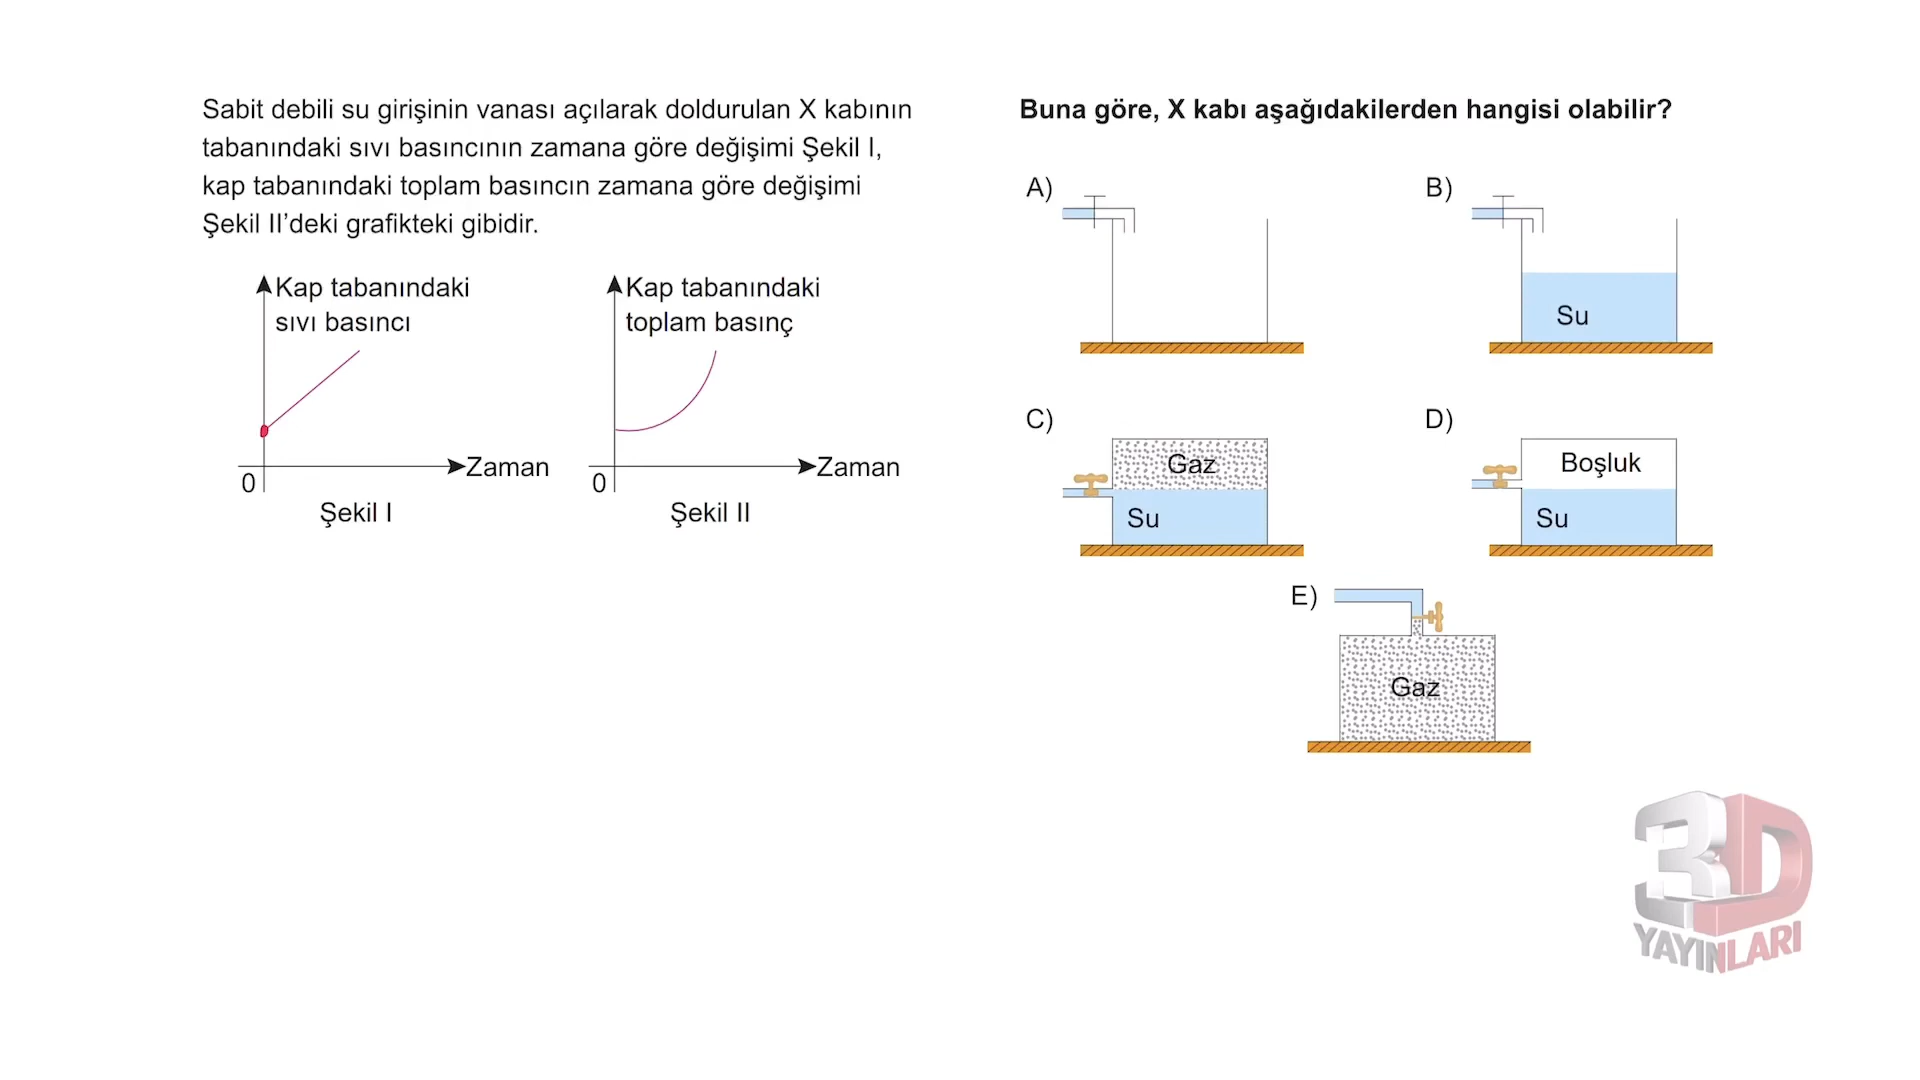 Sabit debili su girişinin vanası açılarak doldurulan X kabının
tabanındaki sıvı basıncının zamana göre değişimi Şekil I,
kap tabanındaki toplam basıncın zamana göre değişimi
Şekil II’deki grafikteki gibidir.
Kap tabanındaki
sıvı basıncı
Zaman
0
Şekil I
Kap tabanındaki
toplam basınç
Zaman
0
Şekil II
Buna göre, X kabı aşağıdakilerden hangisi olabilir?
A)
B)
Su
C)
Gaz
Su
D)
Boşluk
Su
E)
Gaz
3D
YAYINLARI